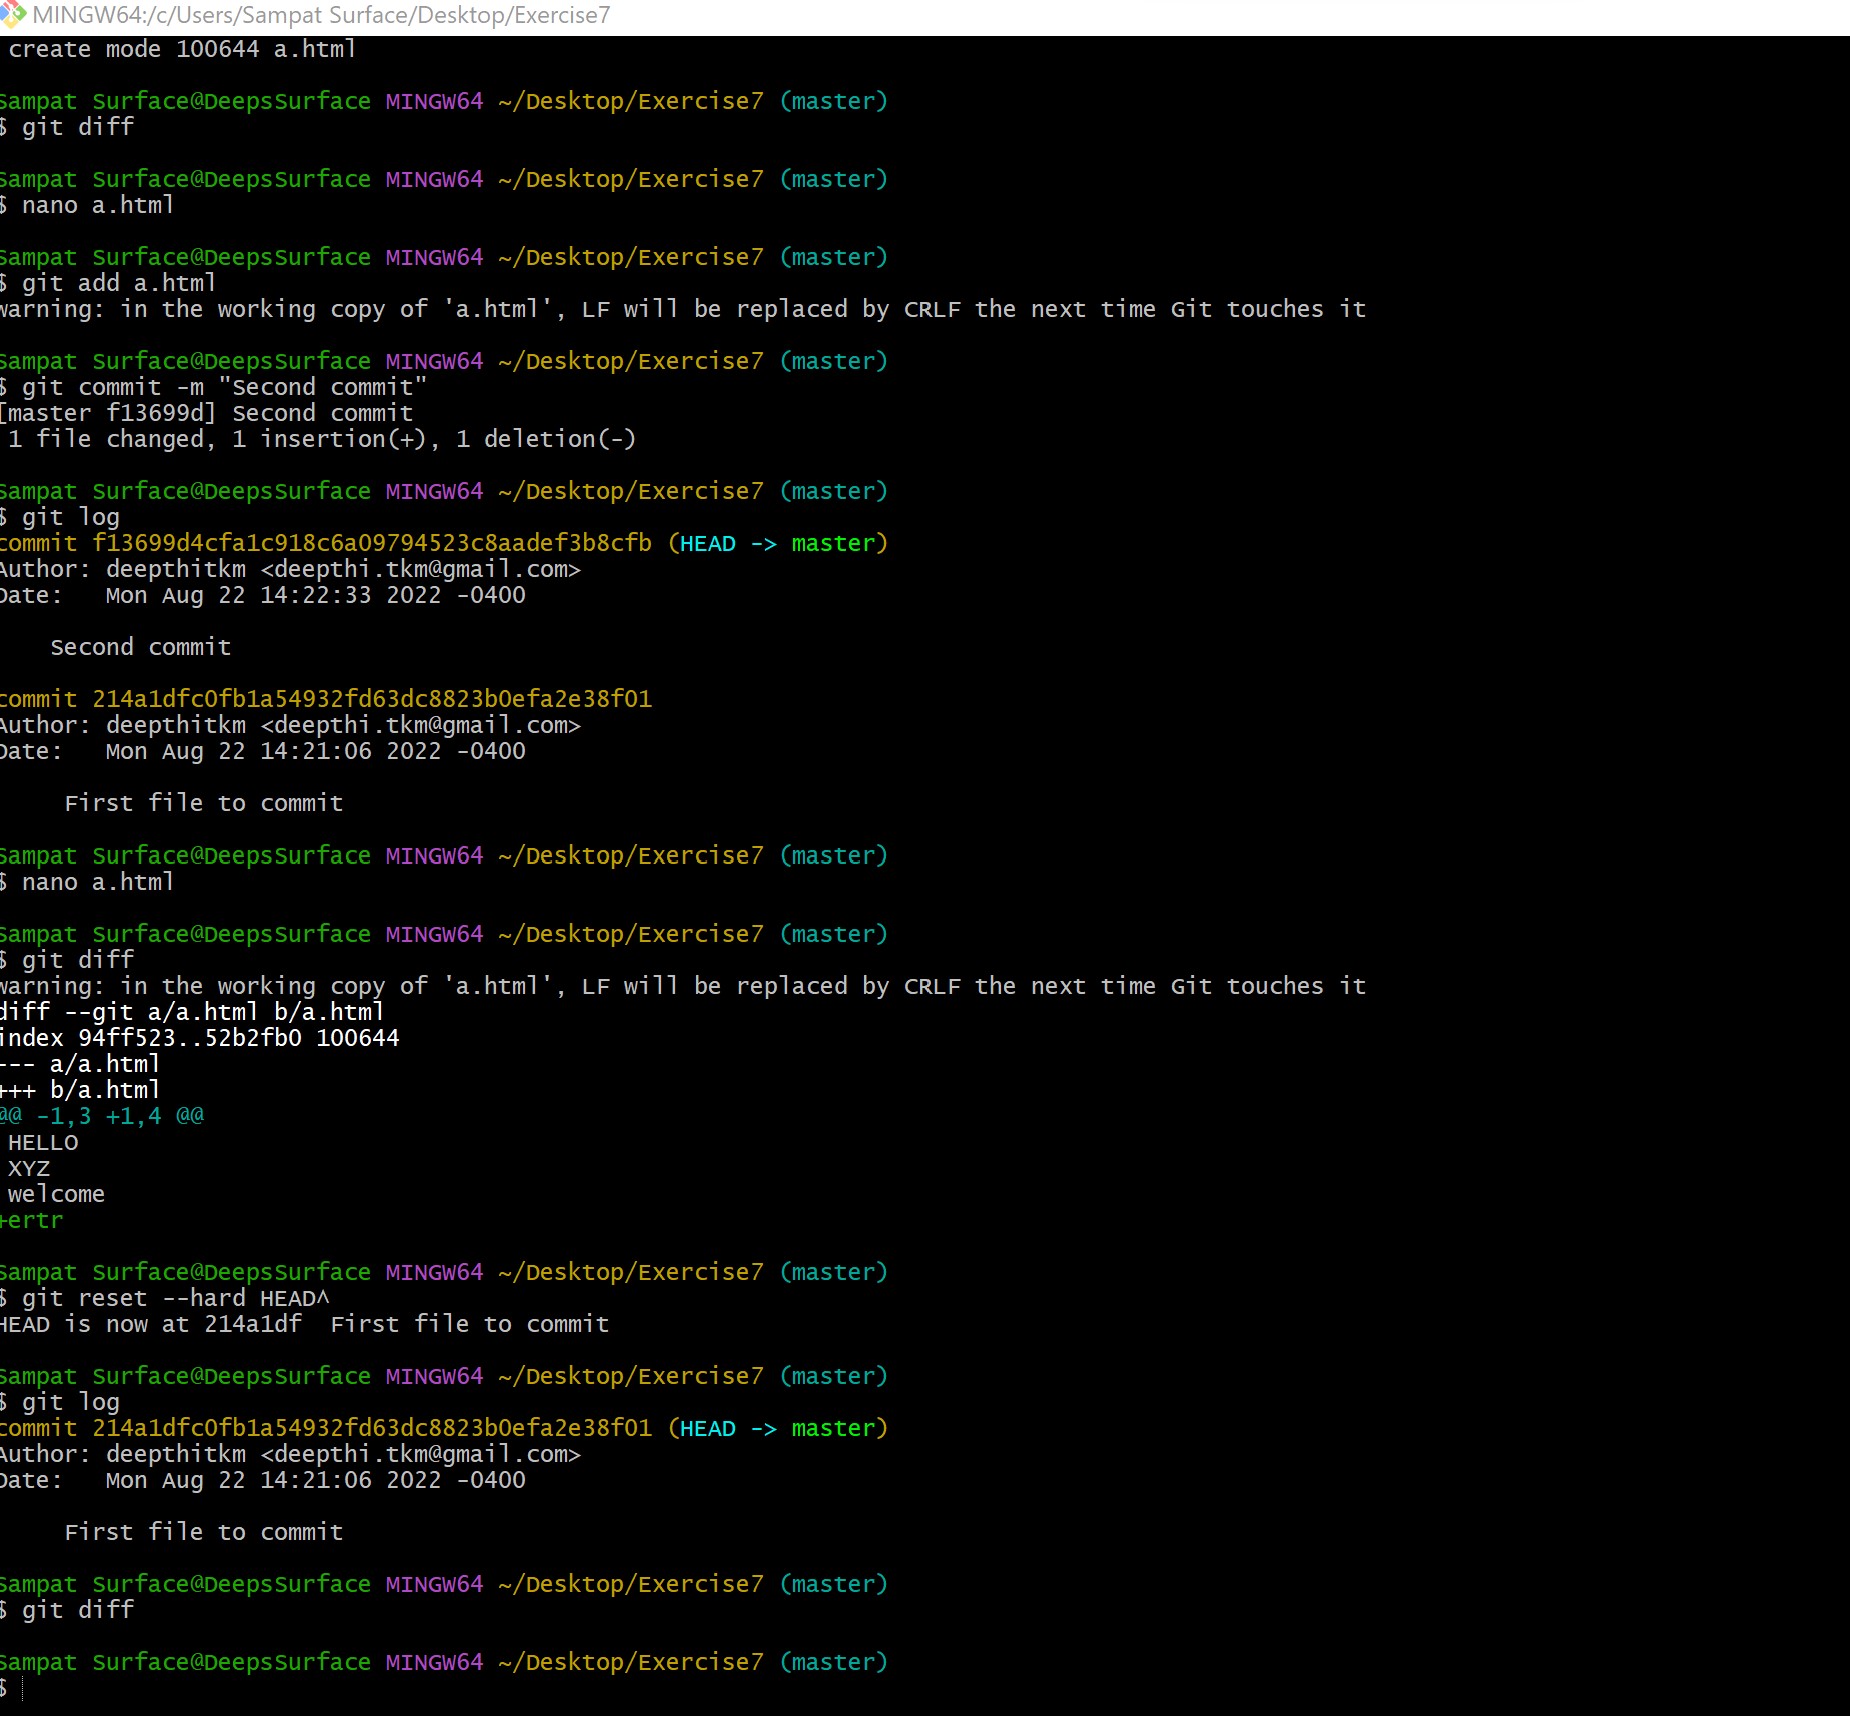 MINGW64:/c/Users/Sampat Surface/Desktop/Exercise7
create mode 100644 a.html
Sampat Surface@DeepsSurface MINGW64 ~/Desktop/Exercise7 (master)
$ git diff
Sampat Surface@DeepsSurface MINGW64 ~/Desktop/Exercise7 (master)
$ nano a.html
Sampat Surface@DeepsSurface MINGW64 ~/Desktop/Exercise7 (master)
$ git add a.html
warning: in the working copy of 'a.html', LF will be replaced by CRLF the next time Git touches it
Sampat Surface@DeepsSurface MINGW64 ~/Desktop/Exercise7 (master)
$ git commit -m "Second commit"
[master f13699d] Second commit
1 file changed, 1 insertion(+), 1 deletion(-)
Sampat Surface@DeepsSurface MINGW64 ~/Desktop/Exercise7 (master)
$ git log
commit f13699d4cfa1c918c6a09794523c8aadef3b8cfb (HEAD -> master)
Author: deepthitkm <deepthi.tkm@gmail.com>
Date:   Mon Aug 22 14:22:33 2022 -0400
Second commit
commit 214a1dfc0fb1a54932fd63dc8823b0efa2e38f01
Author: deepthitkm <deepthi.tkm@gmail.com>
Date:   Mon Aug 22 14:21:06 2022 -0400
First file to commit
Sampat Surface@DeepsSurface MINGW64 ~/Desktop/Exercise7 (master)
$ nano a.html
Sampat Surface@DeepsSurface MINGW64 ~/Desktop/Exercise7 (master)
$ git diff
warning: in the working copy of 'a.html', LF will be replaced by CRLF the next time Git touches it
diff --git a/a.html b/a.html
index 94ff523..52b2fb0 100644
--- a/a.html
+++ b/a.html
@@ -1,3 +1,4 @@
HELLO
XYZ
welcome
+ertr
Sampat Surface@DeepsSurface MINGW64 ~/Desktop/Exercise7 (master)
$ git reset --hard HEAD^
HEAD is now at 214a1df  First file to commit
Sampat Surface@DeepsSurface MINGW64 ~/Desktop/Exercise7 (master)
$ git log
commit 214a1dfc0fb1a54932fd63dc8823b0efa2e38f01 (HEAD -> master)
Author: deepthitkm <deepthi.tkm@gmail.com>
Date:   Mon Aug 22 14:21:06 2022 -0400
First file to commit
Sampat Surface@DeepsSurface MINGW64 ~/Desktop/Exercise7 (master)
$ git diff
Sampat Surface@DeepsSurface MINGW64 ~/Desktop/Exercise7 (master)
$